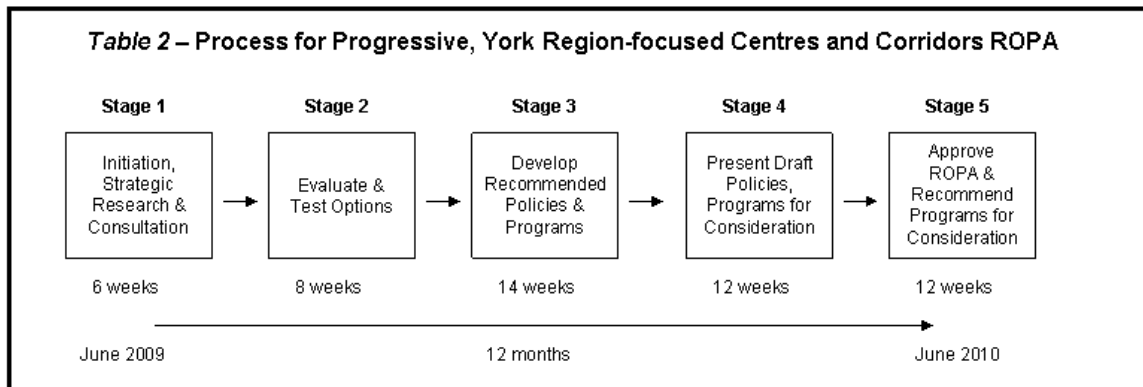 Table 2 – Process for Progressive, York Region-focused Centres and Corridors ROPA
Stage 1
Stage 2
Stage 3
Stage 4
Stage 5
Initiation,
Strategic
Research &
Consultation
Evaluate &
Test Options
Develop
Recommended
Policies &
Programs
Present Draft
Policies,
Programs for
Consideration
Approve
ROPA &
Recommend
Programs for
Consideration
6 weeks
8 weeks
14 weeks
12 weeks
12 weeks
June 2009
12 months
June 2010